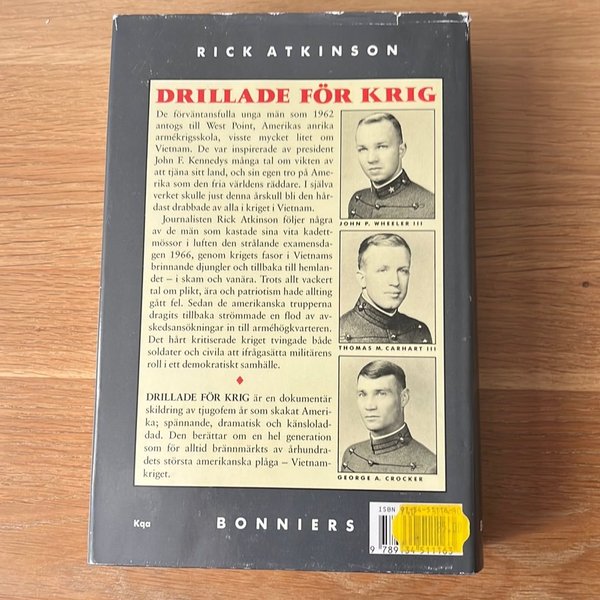 RICK ATKINSON
DRILLADE FÖR KRIG
De förväntansfulla unga män som 1962
antogs till West Point, Amerikas anrika
armékrigsskola, visste mycket litet om
Vietnam. De var inspirerade av president
John F. Kennedys många tal om vikten av
att tjäna sitt land, och sin egen tro på Ame-
rika som den fria världens räddare. I själva
verket skulle just denna årskull bli den hår-
dast drabbade av alla i kriget i Vietnam.
Journalisten Rick Atkinson följer några
av de män som kastade sina vita kadett-
mössor i luften den strålande examensda-
gen 1966, genom krigets fasor i Vietnams
brinnande djungler och tillbaka till hemlan-
det – i skam och vanära. Trots allt vackert
tal om plikt, ära och patriotism hade allting
gått fel. Sedan de amerikanska trupperna
dragits tillbaka strömmade en flod av av-
skedsansökningar in till arméhögkvarteren.
Det hårt kritiserade kriget tvingade både
soldater och civila att ifrågasätta militärens
roll i ett demokratiskt samhälle.
DRILLADE FÖR KRIG är en dokumentär
skildring av tjugofem år som skakat Ameri-
ka; spännande, dramatisk och känslolad-
dad. Den berättar om en hel generation
som för alltid brännmärkts av århundra-
dets största amerikanska plåga – Vietnam-
kriget.
JOHN P. WHEELER III
THOMAS M. CARHART III
GEORGE A. CROCKER
Kqa
BONNIERS
ISBN
9 789134 511163